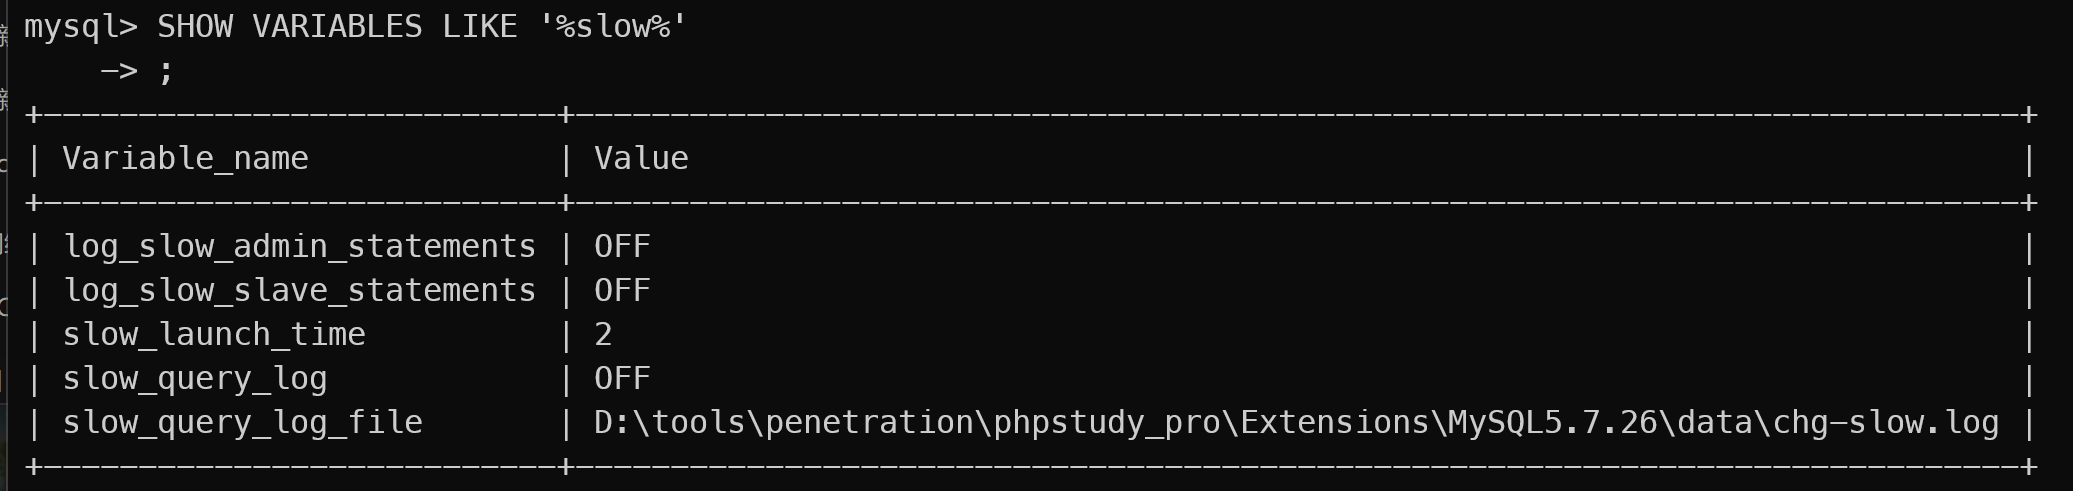 mysql> SHOW VARIABLES LIKE '%slow%'
    -> ;
+---------------------------+----------------------------------------------------------------------------+
| Variable_name             | Value                                                                      |
+---------------------------+----------------------------------------------------------------------------+
| log_slow_admin_statements | OFF                                                                        |
| log_slow_slave_statements | OFF                                                                        |
| slow_launch_time          | 2                                                                          |
| slow_query_log            | OFF                                                                        |
| slow_query_log_file       | D:\tools\penetration\phpstudy_pro\Extensions\MySQL5.7.26\data\chg-slow.log |
+---------------------------+----------------------------------------------------------------------------+